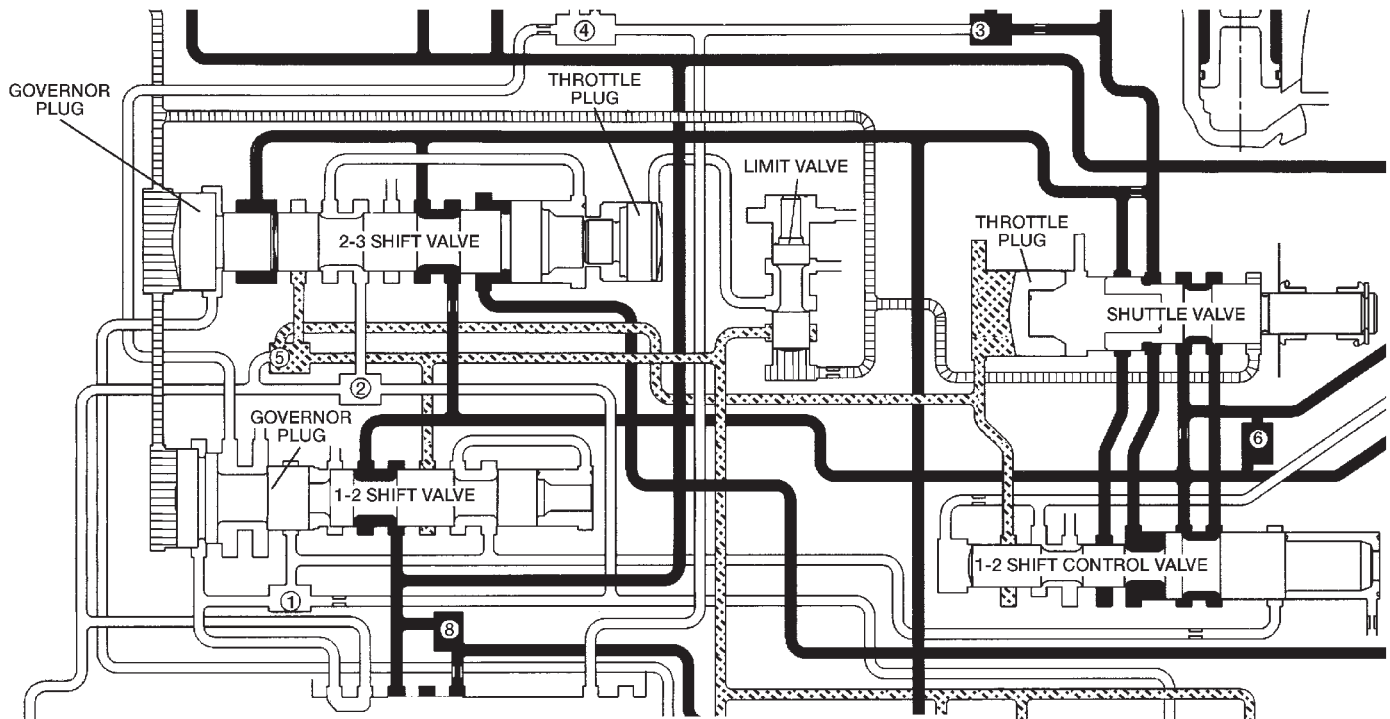 ④
③
GOVERNOR
PLUG
THROTTLE
PLUG
LIMIT VALVE
THROTTLE
PLUG
2-3 SHIFT VALVE
SHUTTLE VALVE
⑤
②
GOVERNOR
PLUG
⑥
1-2 SHIFT VALVE
1-2 SHIFT CONTROL VALVE
①
⑧